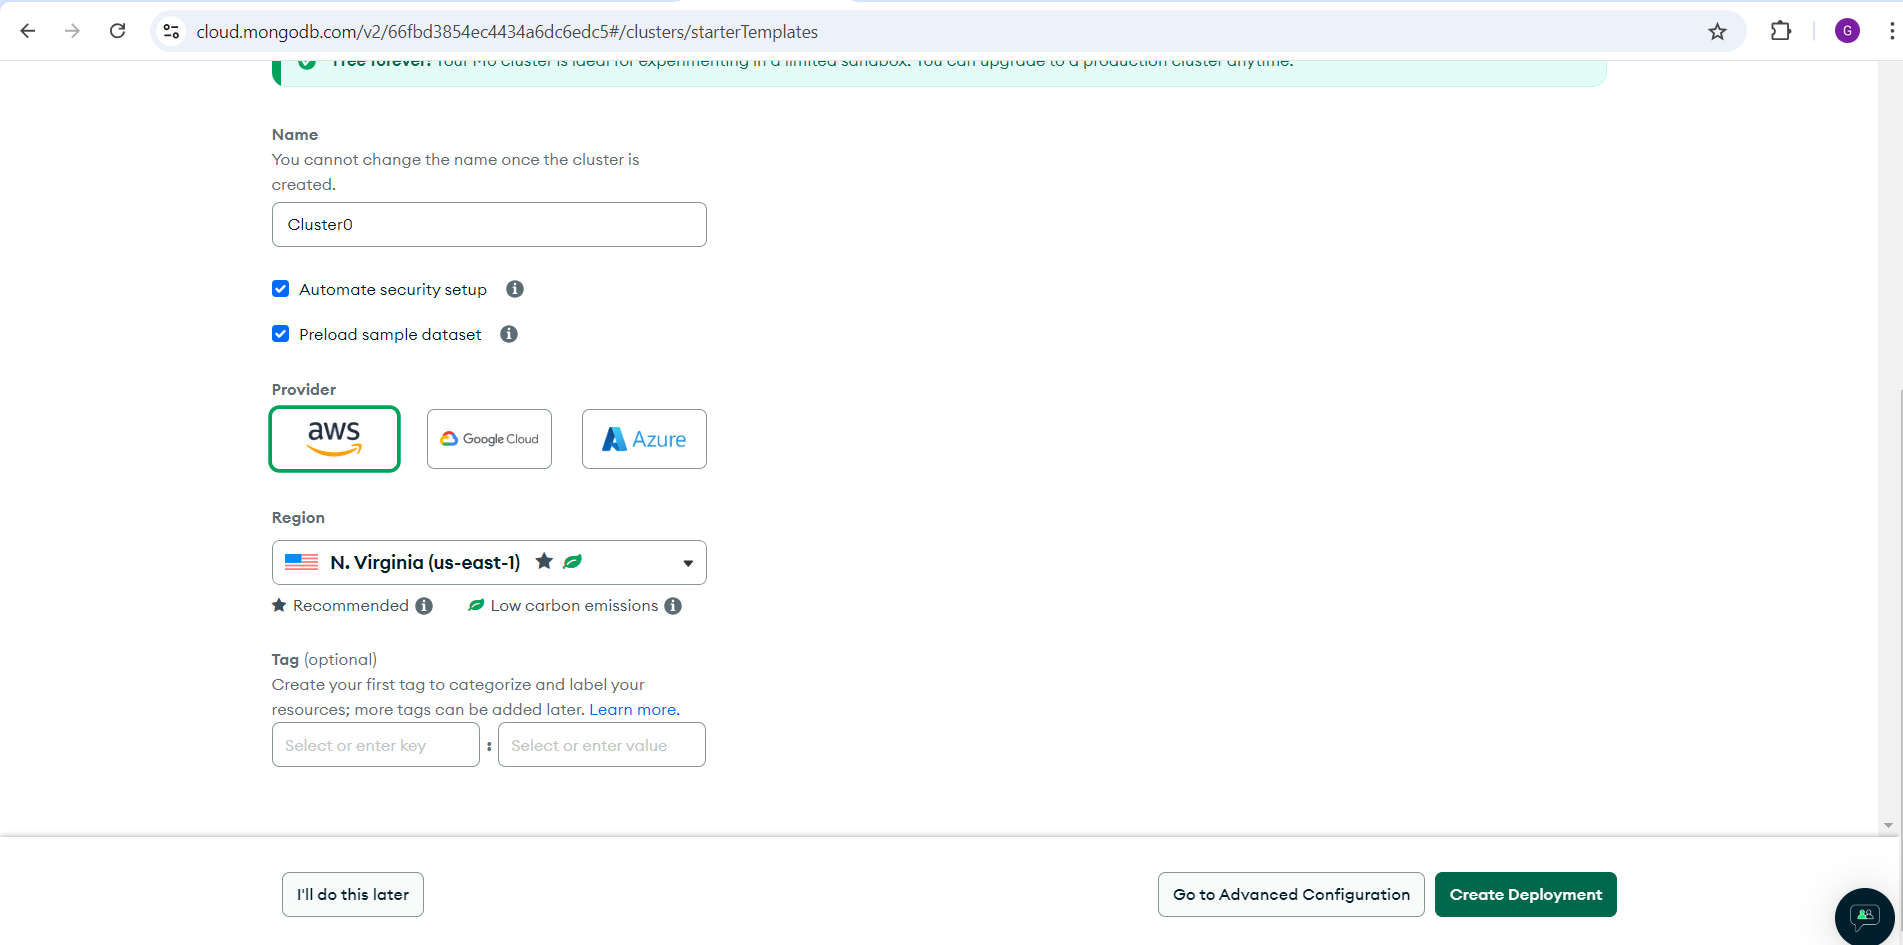 cloud.mongodb.com/v2/66fbd3854ec4434a6dc6edc5#/clusters/starterTemplates
G
Free forever! Your M0 cluster is ideal for experimenting in a limited sandbox. You can upgrade to a production cluster anytime.
Name
You cannot change the name once the cluster is
created.
Cluster0
Automate security setup
Preload sample dataset
Provider
aws
Google Cloud
Azure
Region
N. Virginia (us-east-1)
Recommended
Low carbon emissions
Tag (optional)
Create your first tag to categorize and label your
resources; more tags can be added later. Learn more.
Select or enter key : Select or enter value
I'll do this later
Go to Advanced Configuration
Create Deployment